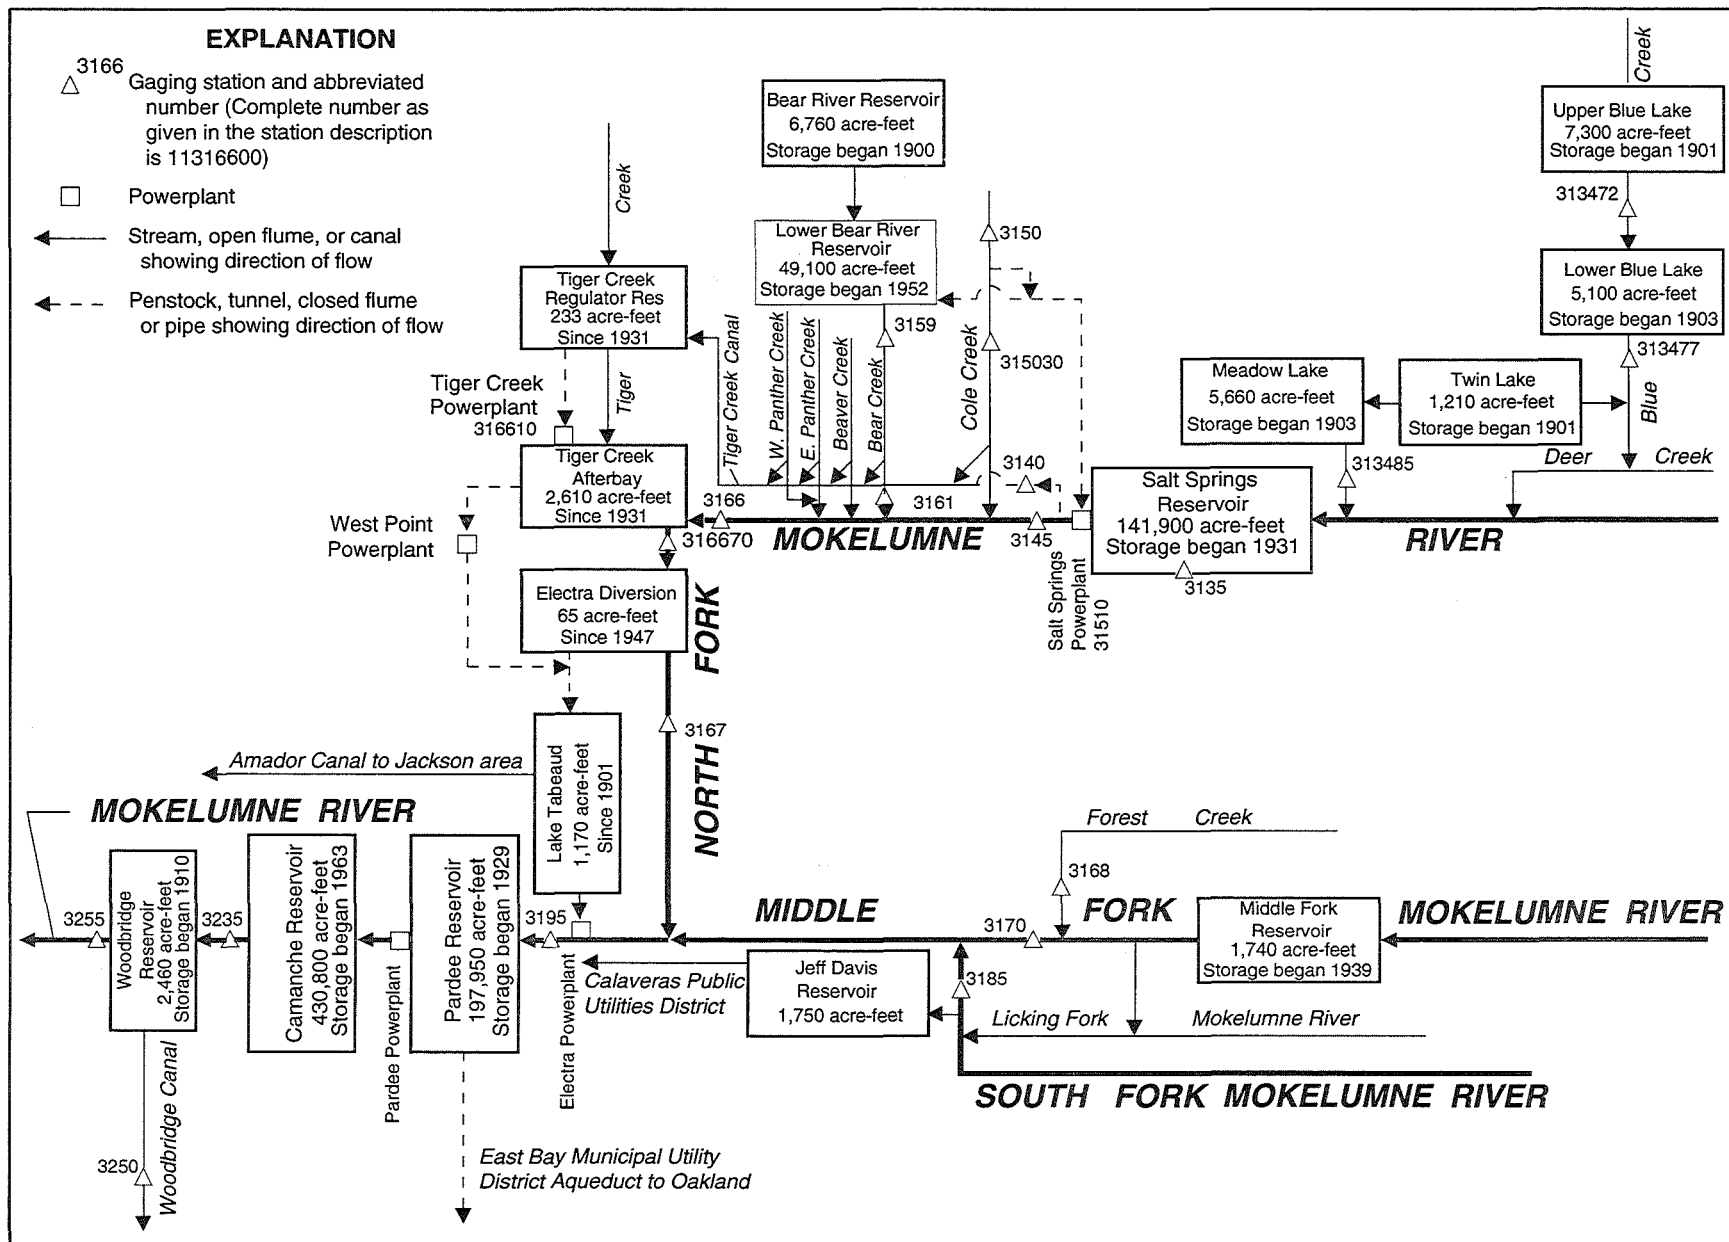 EXPLANATION
3166
Gaging station and abbreviated
number (Complete number as
given in the station description
is 11316600)
Powerplant
Stream, open flume, or canal
showing direction of flow
Penstock, tunnel, closed flume
or pipe showing direction of flow
Creek
Tiger Creek
Regulator Res
233 acre-feet
Since 1931
Tiger Creek
Powerplant
316610
Tiger
Tiger Creek
Afterbay
2,610 acre-feet
Since 1931
West Point
Powerplant
Electra Diversion
65 acre-feet
Since 1947
Bear River Reservoir
6,760 acre-feet
Storage began 1900
Lower Bear River
Reservoir
49,100 acre-feet
Storage began 1952
3159
Tiger Creek Canal
W. Panther Creek
E. Panther Creek
Beaver Creek
Bear Creek
Cole Creek
3150
315030
3140
3166
3161
316670
MOKELUMNE
3145
Salt Springs
Powerplant
31510
Salt Springs
Reservoir
141,900 acre-feet
Storage began 1931
3135
RIVER
Creek
Upper Blue Lake
7,300 acre-feet
Storage began 1901
313472
Lower Blue Lake
5,100 acre-feet
Storage began 1903
313477
Meadow Lake
5,660 acre-feet
Storage began 1903
Twin Lake
1,210 acre-feet
Storage began 1901
Blue
313485
Deer Creek
FORK
NORTH
3167
Lake Tabeaud
1,170 acre-feet
Since 1901
Amador Canal to Jackson area
MOKELUMNE RIVER
3255
Woodbridge
Reservoir
2,460 acre-feet
Storage began 1910
3235
Camanche Reservoir
430,800 acre-feet
Storage began 1963
Pardee Powerplant
Pardee Reservoir
197,950 acre-feet
Storage began 1929
3195
Electra Powerplant
MIDDLE
FORK
MOKELUMNE RIVER
Forest Creek
3168
3170
Middle Fork
Reservoir
1,740 acre-feet
Storage began 1939
Calaveras Public
Utilities District
Jeff Davis
Reservoir
1,750 acre-feet
3185
Licking Fork Mokelumne River
SOUTH FORK MOKELUMNE RIVER
3250
Woodbridge Canal
East Bay Municipal Utility
District Aqueduct to Oakland